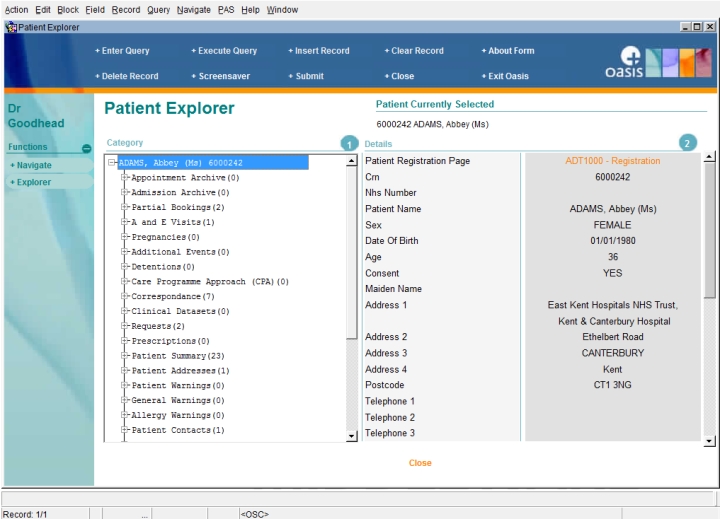 Action Edit Block Field Record Query Navigate PAS Help Window
Patient Explorer
+ Enter Query + Execute Query + Insert Record + Clear Record + About Form
+ Delete Record + Screensaver + Submit + Close + Exit Oasis
oasis
Dr
Goodhead
Functions
+ Navigate
+ Explorer
Patient Explorer
Patient Currently Selected
6000242 ADAMS, Abbey (Ms)
Category 1
ADAMS, Abbey (Ms) 6000242
Appointment Archive(0)
Admission Archive(0)
Partial Bookings(2)
A and E Visits(1)
Pregnancies(0)
Additional Events(0)
Detentions(0)
Care Programme Approach (CPA)(0)
Correspondance(7)
Clinical Datasets(0)
Requests(2)
Prescriptions(0)
Patient Summary(23)
Patient Addresses(1)
Patient Warnings(0)
General Warnings(0)
Allergy Warnings(0)
Patient Contacts(1)
Details 2
Patient Registration Page ADT1000 - Registration
Crn 6000242
Nhs Number
Patient Name ADAMS, Abbey (Ms)
Sex FEMALE
Date Of Birth 01/01/1980
Age 36
Consent YES
Maiden Name
Address 1 East Kent Hospitals NHS Trust,
Kent & Canterbury Hospital
Address 2 Ethelbert Road
Address 3 CANTERBURY
Address 4 Kent
Postcode CT1 3NG
Telephone 1
Telephone 2
Telephone 3
Close
Record: 1/1 ... <OSC>